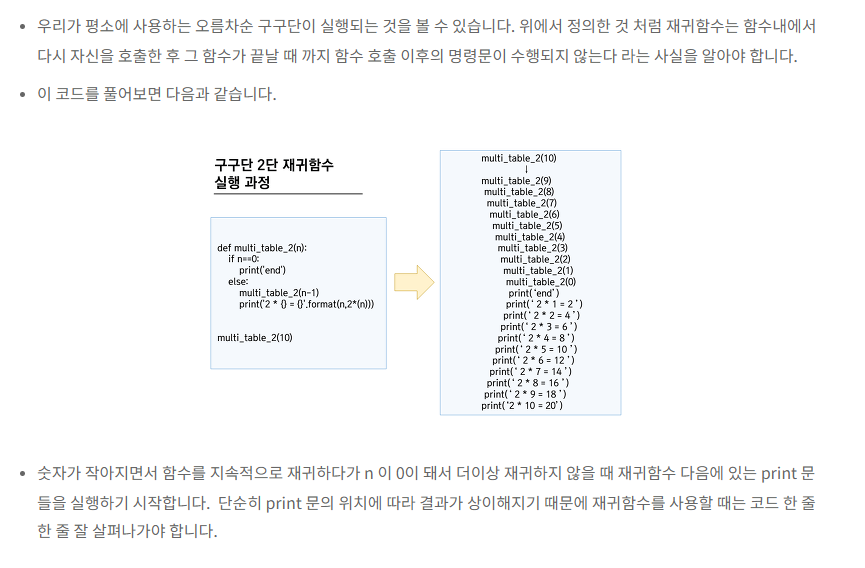 • 우리가 평소에 사용하는 오름차순 구구단이 실행되는 것을 볼 수 있습니다. 위에서 정의한 것 처럼 재귀함수는 함수내에서
다시 자신을 호출한 후 그 함수가 끝날 때 까지 함수 호출 이후의 명령문이 수행되지 않는다 라는 사실을 알아야 합니다.
• 이 코드를 풀어보면 다음과 같습니다.
구구단 2단 재귀함수
실행 과정
def multi_table_2(n):
if n==0:
print('end')
else:
multi_table_2(n-1)
print('2 * {} = {}'.format(n,2*(n)))
multi_table_2(10)
multi_table_2(10)
↓
multi_table_2(9)
multi_table_2(8)
multi_table_2(7)
multi_table_2(6)
multi_table_2(5)
multi_table_2(4)
multi_table_2(3)
multi_table_2(2)
multi_table_2(1)
multi_table_2(0)
print('end')
print(' 2 * 1 = 2 ')
print(' 2 * 2 = 4 ')
print(' 2 * 3 = 6 ')
print(' 2 * 4 = 8 ')
print(' 2 * 5 = 10 ')
print(' 2 * 6 = 12 ')
print(' 2 * 7 = 14 ')
print(' 2 * 8 = 16 ')
print(' 2 * 9 = 18 ')
print('2 * 10 = 20')
• 숫자가 작아지면서 함수를 지속적으로 재귀하다가 n 이 0이 돼서 더이상 재귀하지 않을 때 재귀함수 다음에 있는 print 문
들을 실행하기 시작합니다. 단순히 print 문의 위치에 따라 결과가 상이해지기 때문에 재귀함수를 사용할 때는 코드 한 줄
한 줄 잘 살펴나가야 합니다.